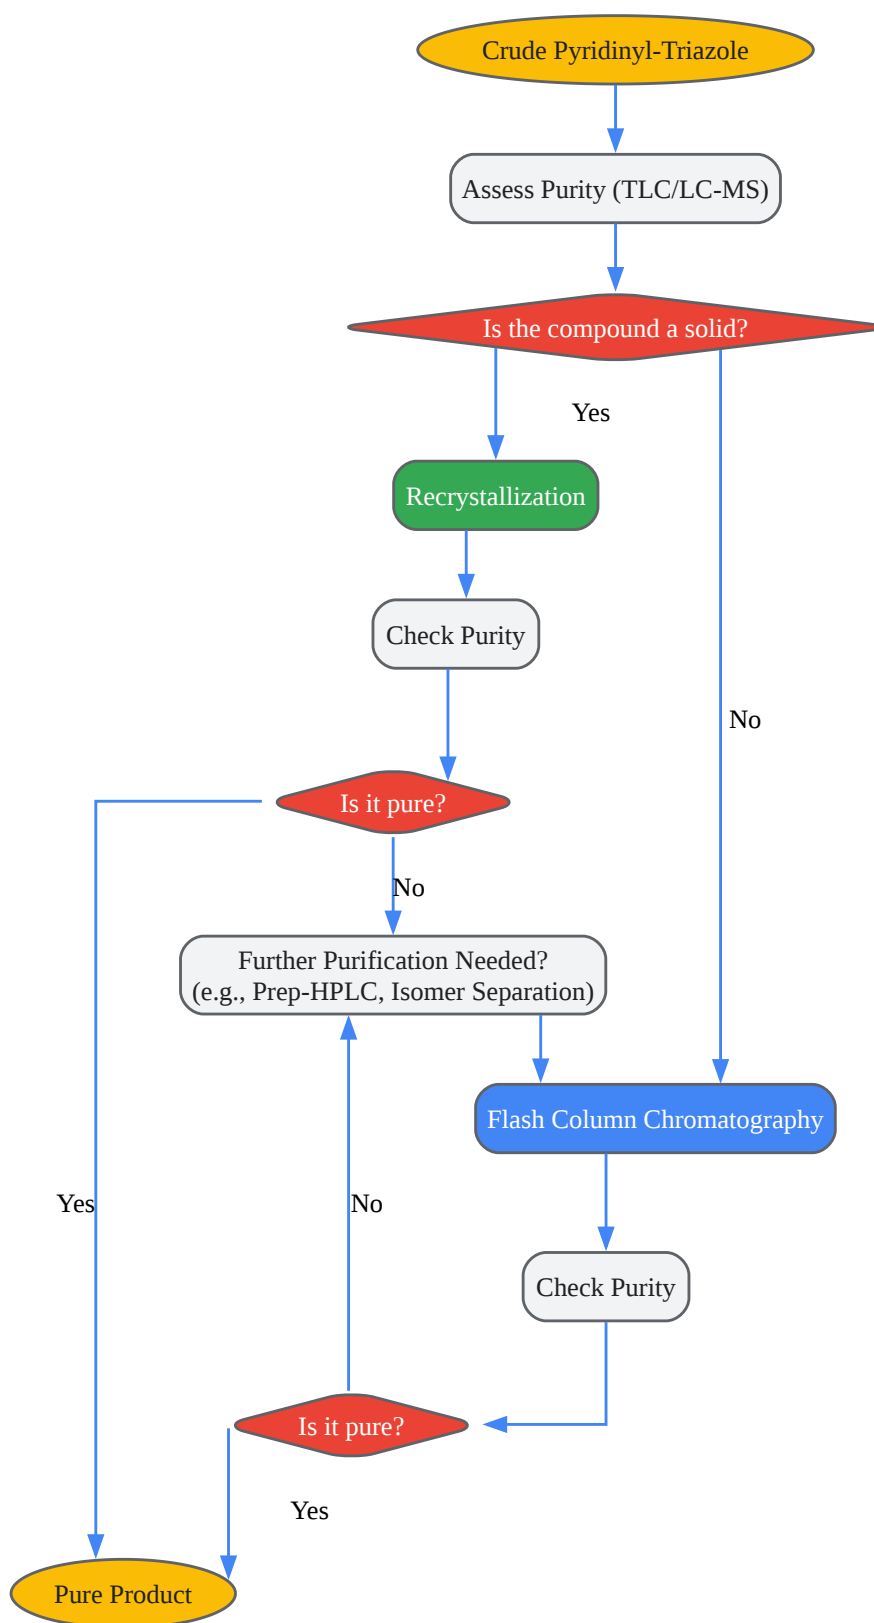 Crude Pyridinyl-Triazole
Assess Purity (TLC/LC-MS)
Is the compound a solid?
Yes
Recrystallization
Check Purity
No
Is it pure?
No
Further Purification Needed?
(e.g., Prep-HPLC, Isomer Separation)
Flash Column Chromatography
Yes
No
Check Purity
Is it pure?
Yes
Pure Product